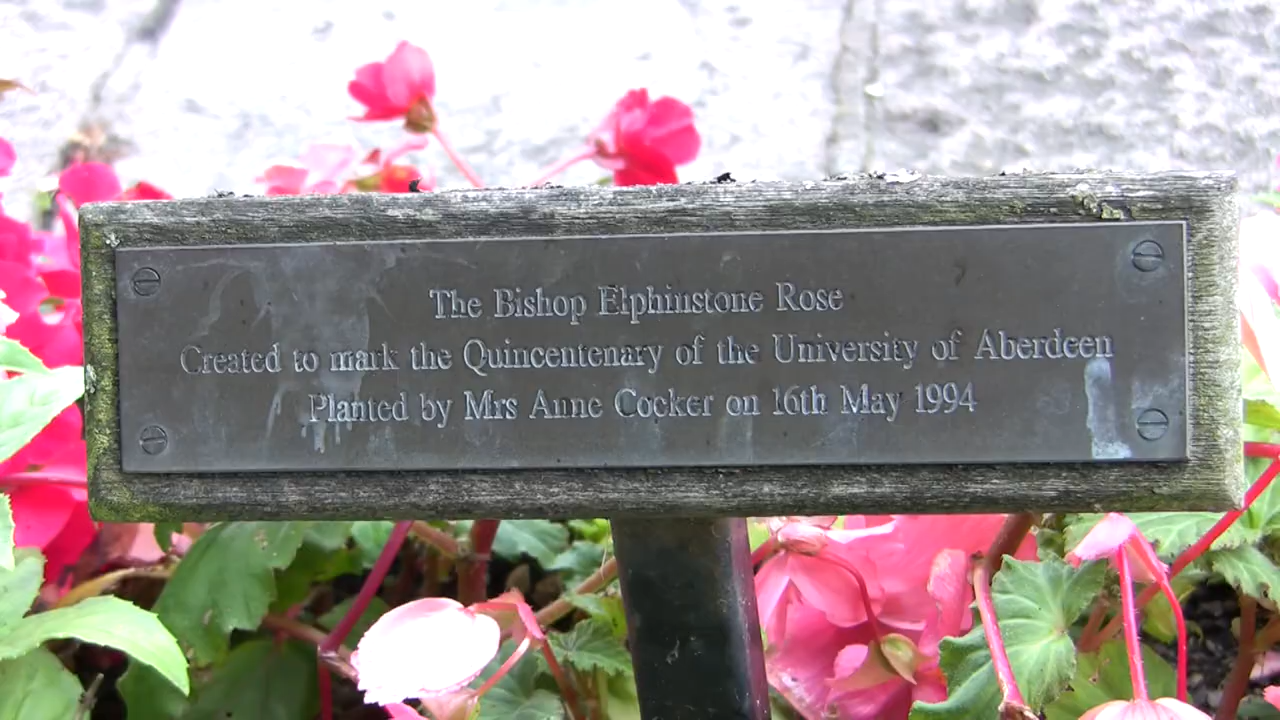 The Bishop Elphinstone Rose
Created to mark the Quincentenary of the University of Aberdeen
Planted by Mrs Anne Cocker on 16th May 1994